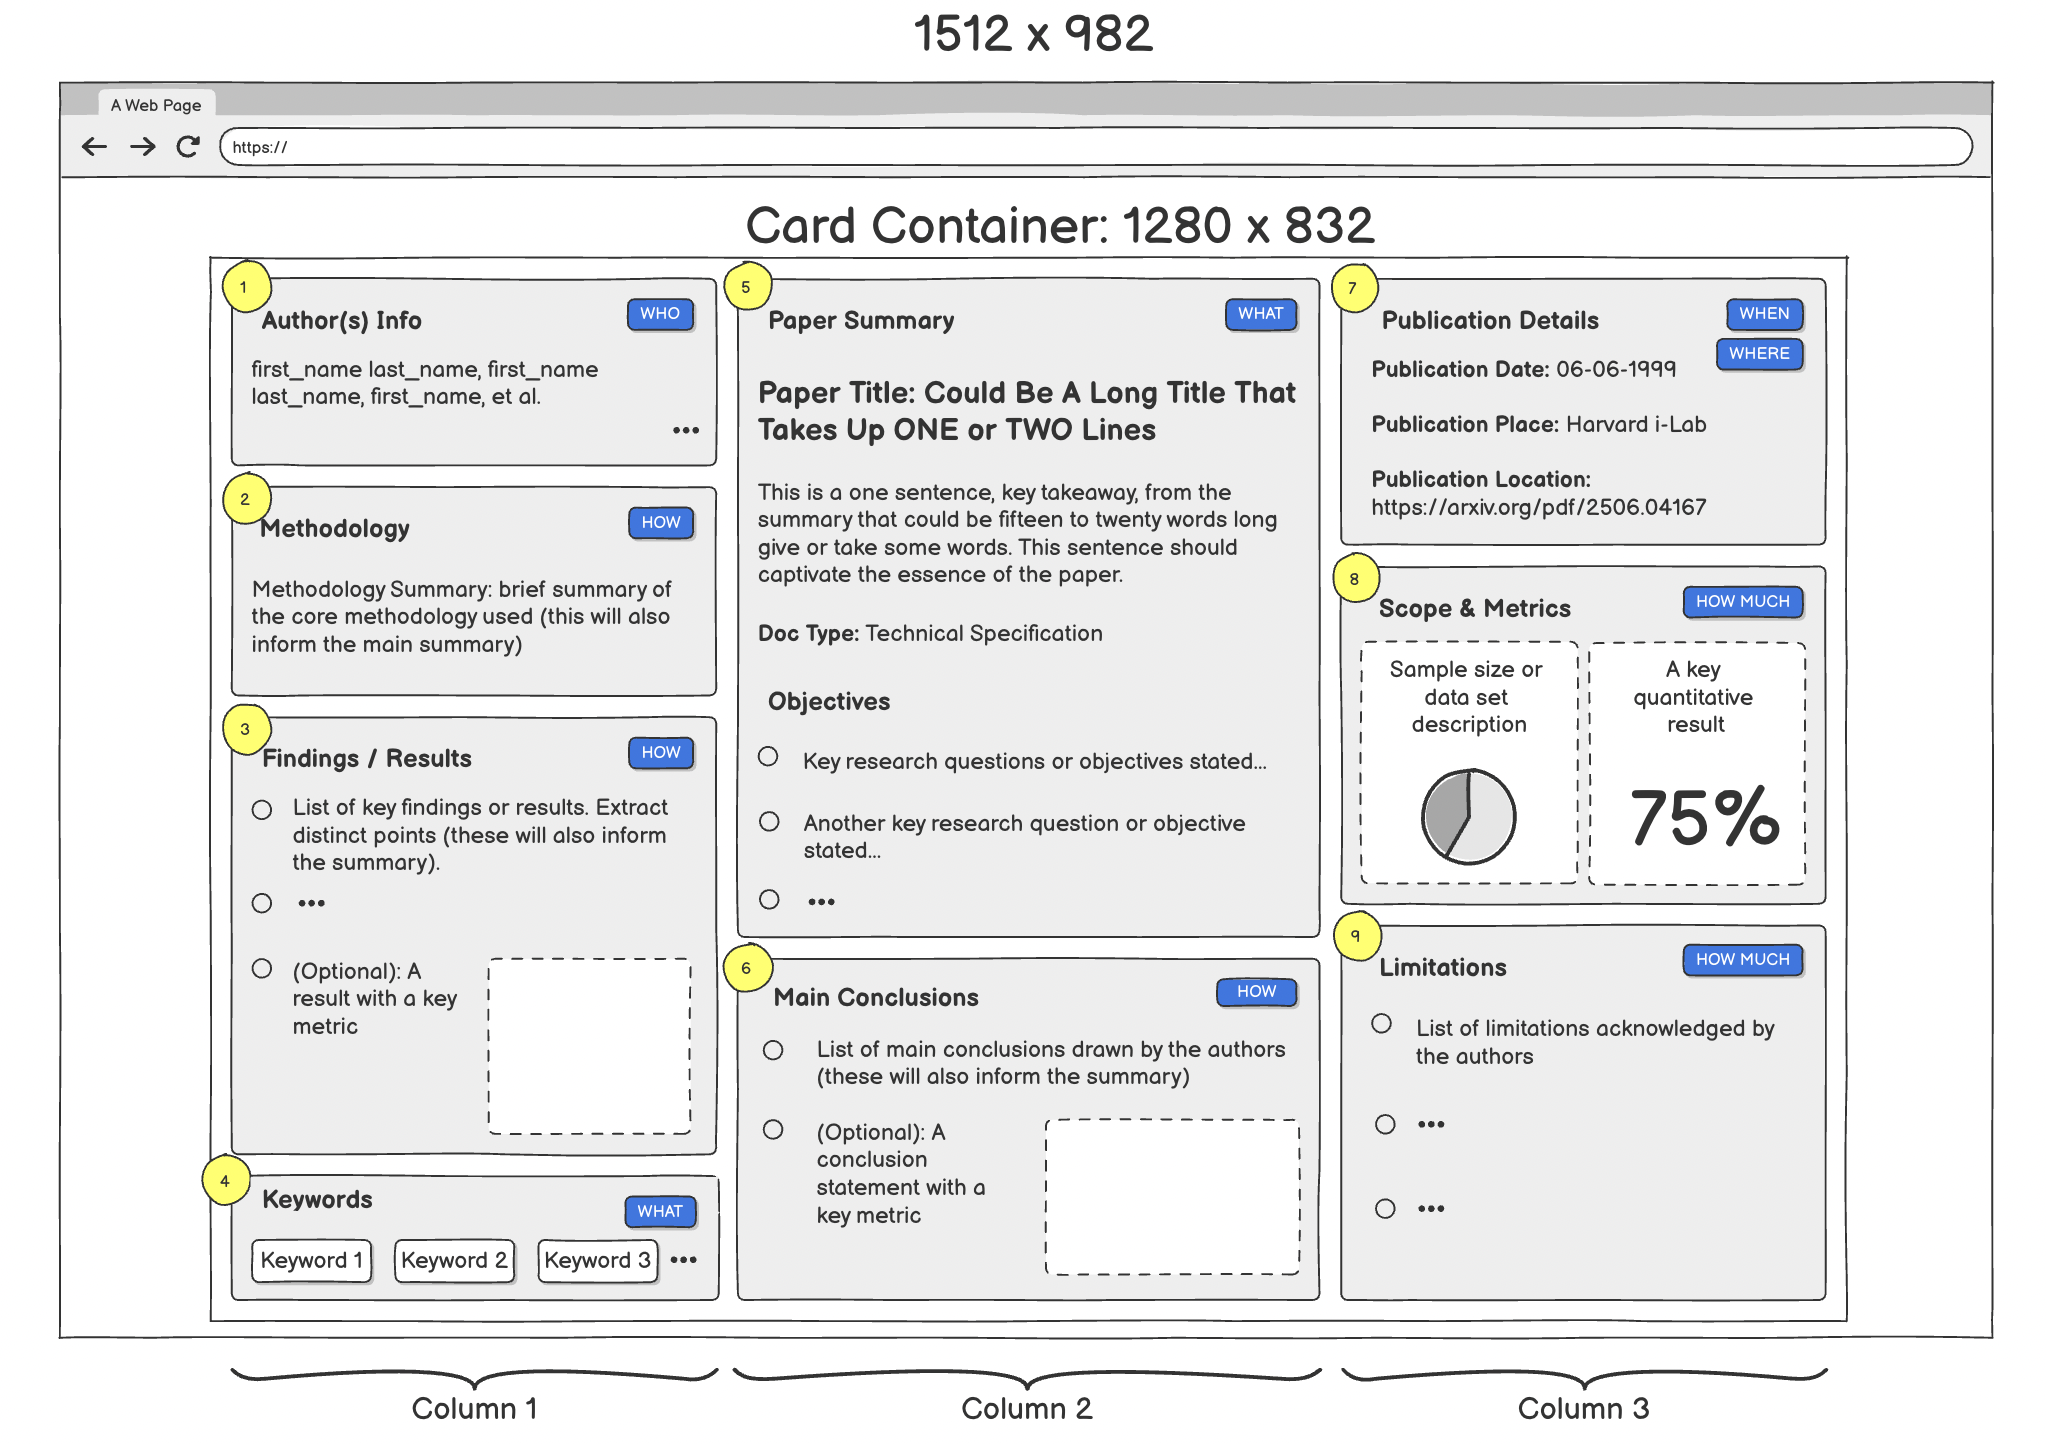 1512 x 982
A Web Page
https://
Card Container: 1280 x 832
1
Author(s) Info
WHO
first_name last_name, first_name
last_name, first_name, et al.
•••
2
Methodology
HOW
Methodology Summary: brief summary of
the core methodology used (this will also
inform the main summary)
3
Findings / Results
HOW
List of key findings or results. Extract
distinct points (these will also inform
the summary).
•••
(Optional): A
result with a key
metric
4
Keywords
WHAT
Keyword 1
Keyword 2
Keyword 3
•••
5
Paper Summary
WHAT
Paper Title: Could Be A Long Title That
Takes Up ONE or TWO Lines
This is a one sentence, key takeaway, from the
summary that could be fifteen to twenty words long
give or take some words. This sentence should
captivate the essence of the paper.
Doc Type: Technical Specification
Objectives
Key research questions or objectives stated...
Another key research question or objective
stated...
•••
6
Main Conclusions
HOW
List of main conclusions drawn by the authors
(these will also inform the summary)
(Optional): A
conclusion
statement with a
key metric
7
Publication Details
WHEN
WHERE
Publication Date: 06-06-1999
Publication Place: Harvard i-Lab
Publication Location:
https://arxiv.org/pdf/2506.04167
8
Scope & Metrics
HOW MUCH
Sample size or
data set
description
A key
quantitative
result
75%
9
Limitations
HOW MUCH
List of limitations acknowledged by
the authors
•••
•••
Column 1
Column 2
Column 3